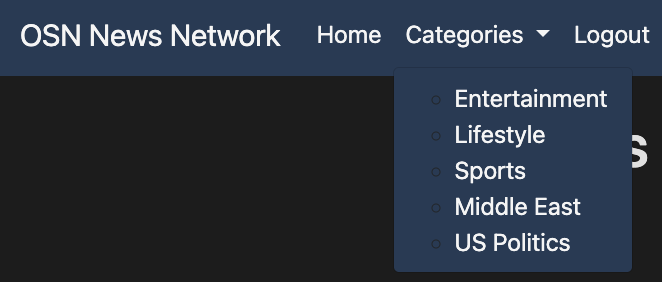 OSN News Network Home Categories Logout
Entertainment
Lifestyle
s
Sports
Middle East
US Politics